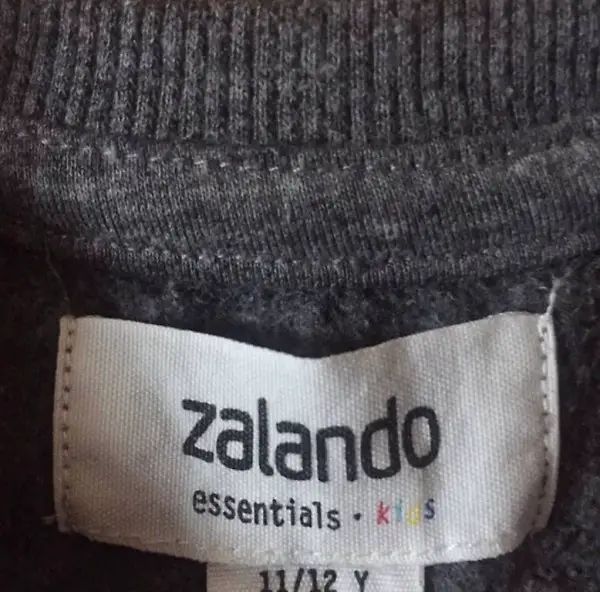 zalando
essentials • kids
11/12 Y